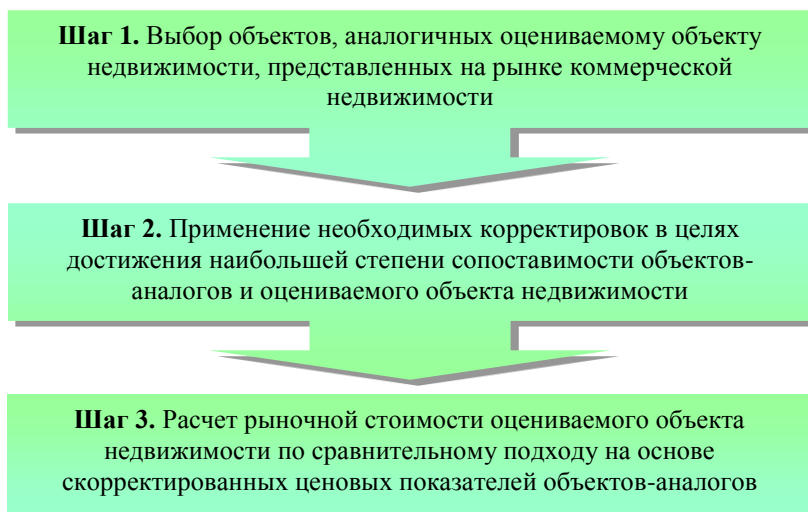 Шаг 1. Выбор объектов, аналогичных оцениваемому объекту
недвижимости, представленных на рынке коммерческой
недвижимости
Шаг 2. Применение необходимых корректировок в целях
достижения наибольшей степени сопоставимости объектов-
аналогов и оцениваемого объекта недвижимости
Шаг 3. Расчет рыночной стоимости оцениваемого объекта
недвижимости по сравнительному подходу на основе
скорректированных ценовых показателей объектов-аналогов